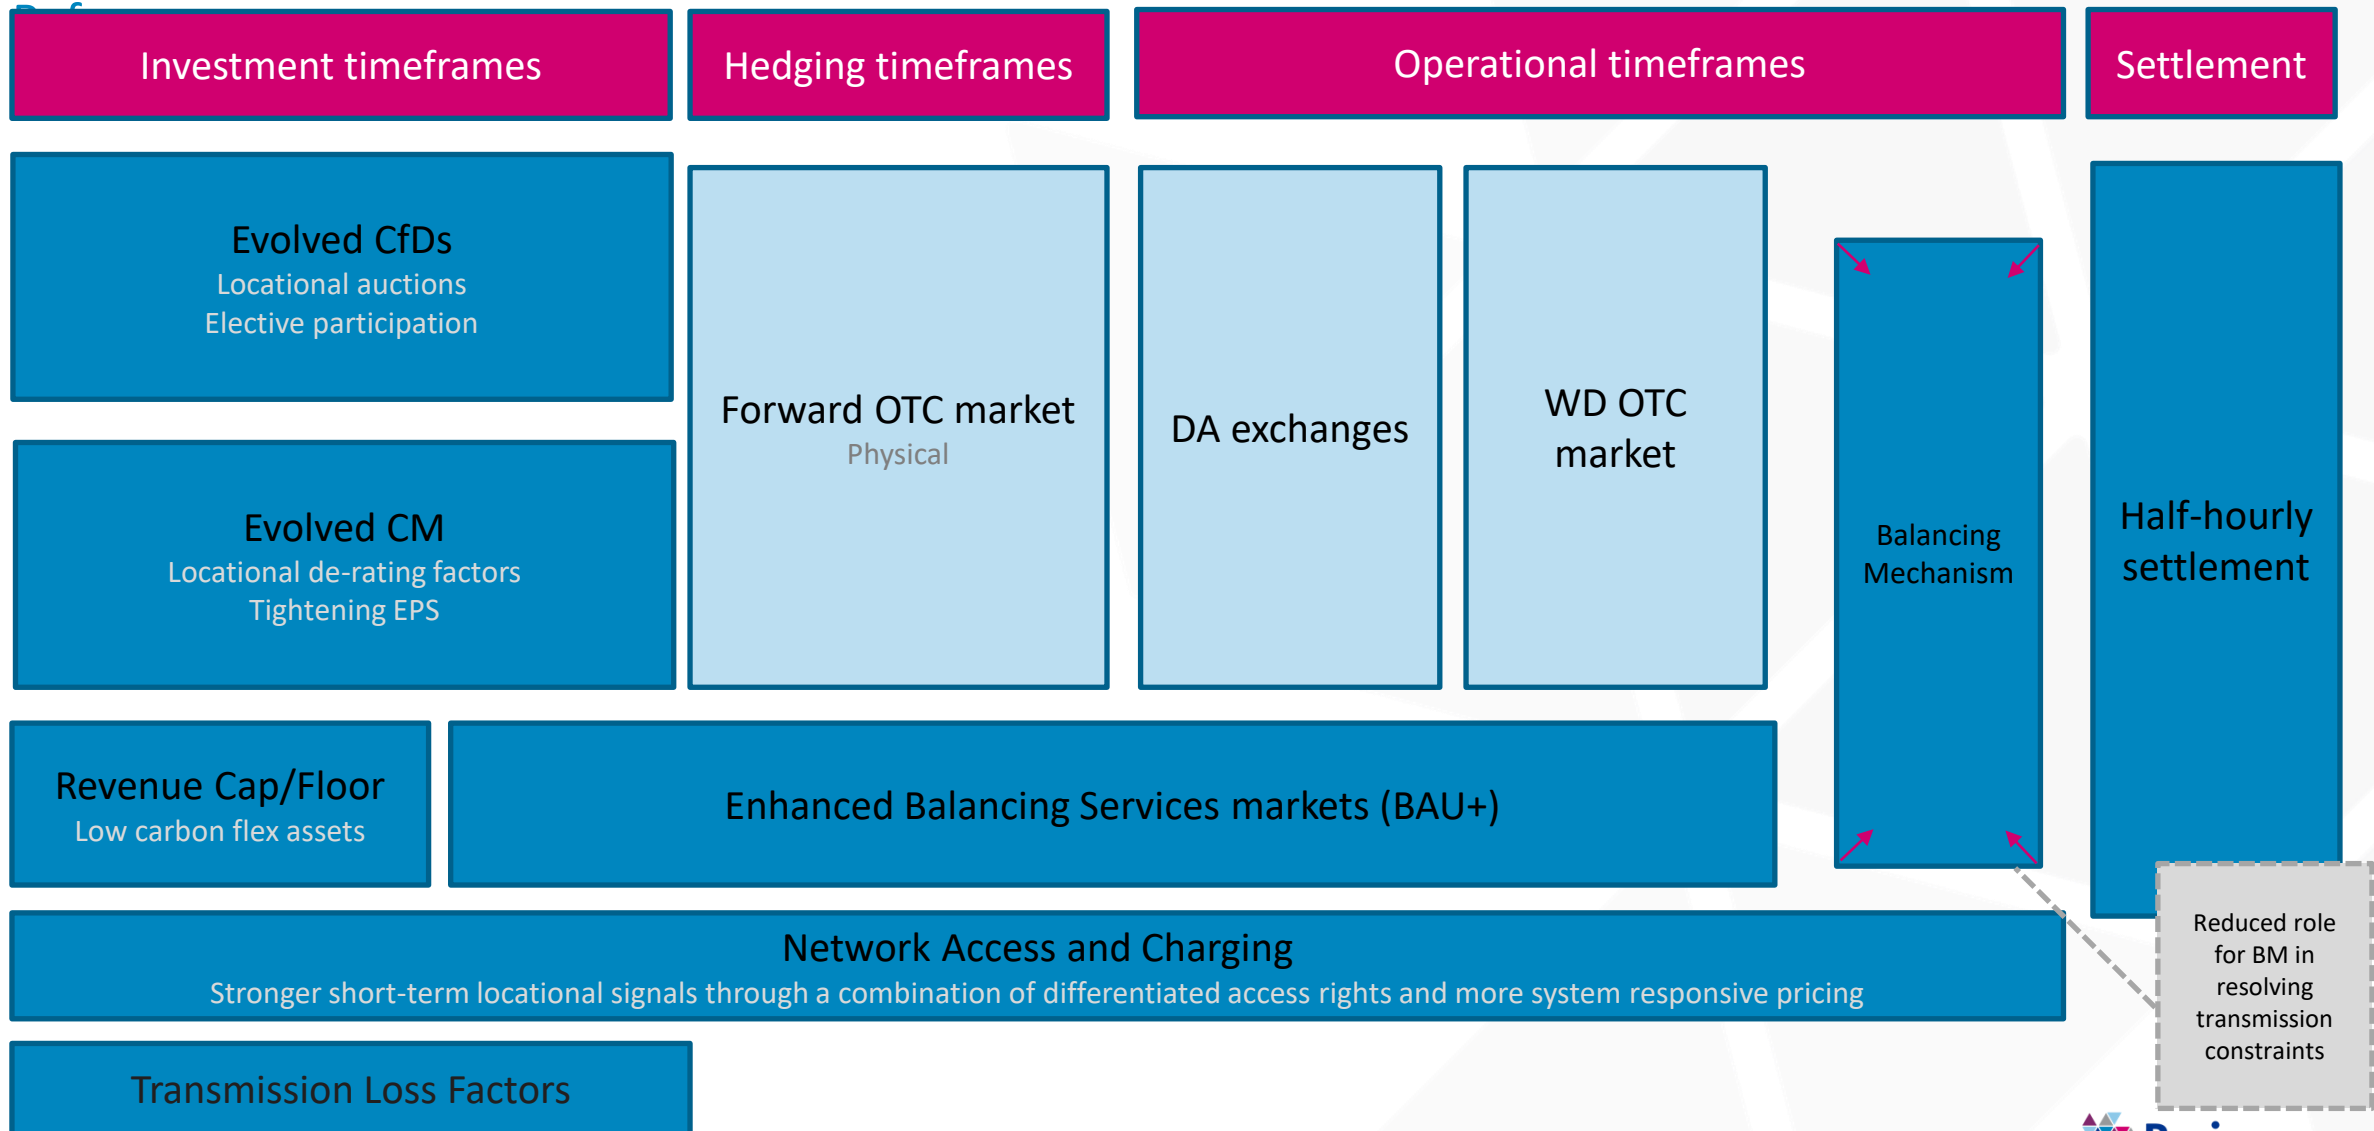 Investment timeframes
Hedging timeframes
Operational timeframes
Settlement
Evolved CfDs
Locational auctions
Elective participation
Evolved CM
Locational de-rating factors
Tightening EPS
Forward OTC market
Physical
DA exchanges
WD OTC
market
Balancing
Mechanism
Half-hourly
settlement
Revenue Cap/Floor
Low carbon flex assets
Enhanced Balancing Services markets (BAU+)
Network Access and Charging
Stronger short-term locational signals through a combination of differentiated access rights and more system responsive pricing
Reduced role
for BM in
resolving
transmission
constraints
Transmission Loss Factors